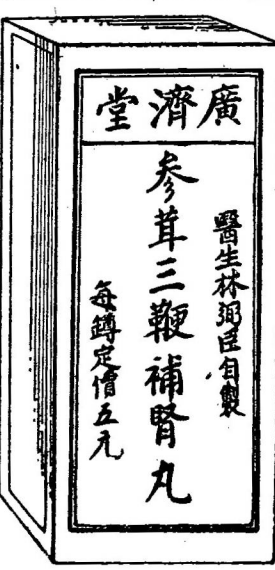 廣濟堂
醫生林弼臣自製
參茸三鞭補腎丸
每罇定價五元